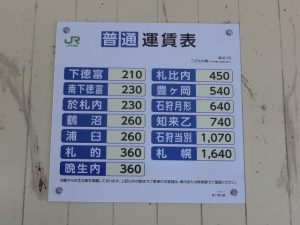 JR
普通 運賃表
下徳富 210
南下徳富 230
於札内 230
鶴沼 260
浦臼 260
札的 360
晩生内 360
札比内 450
豊ヶ岡 540
石狩月形 640
知来乙 740
石狩当別 1,070
札幌 1,640